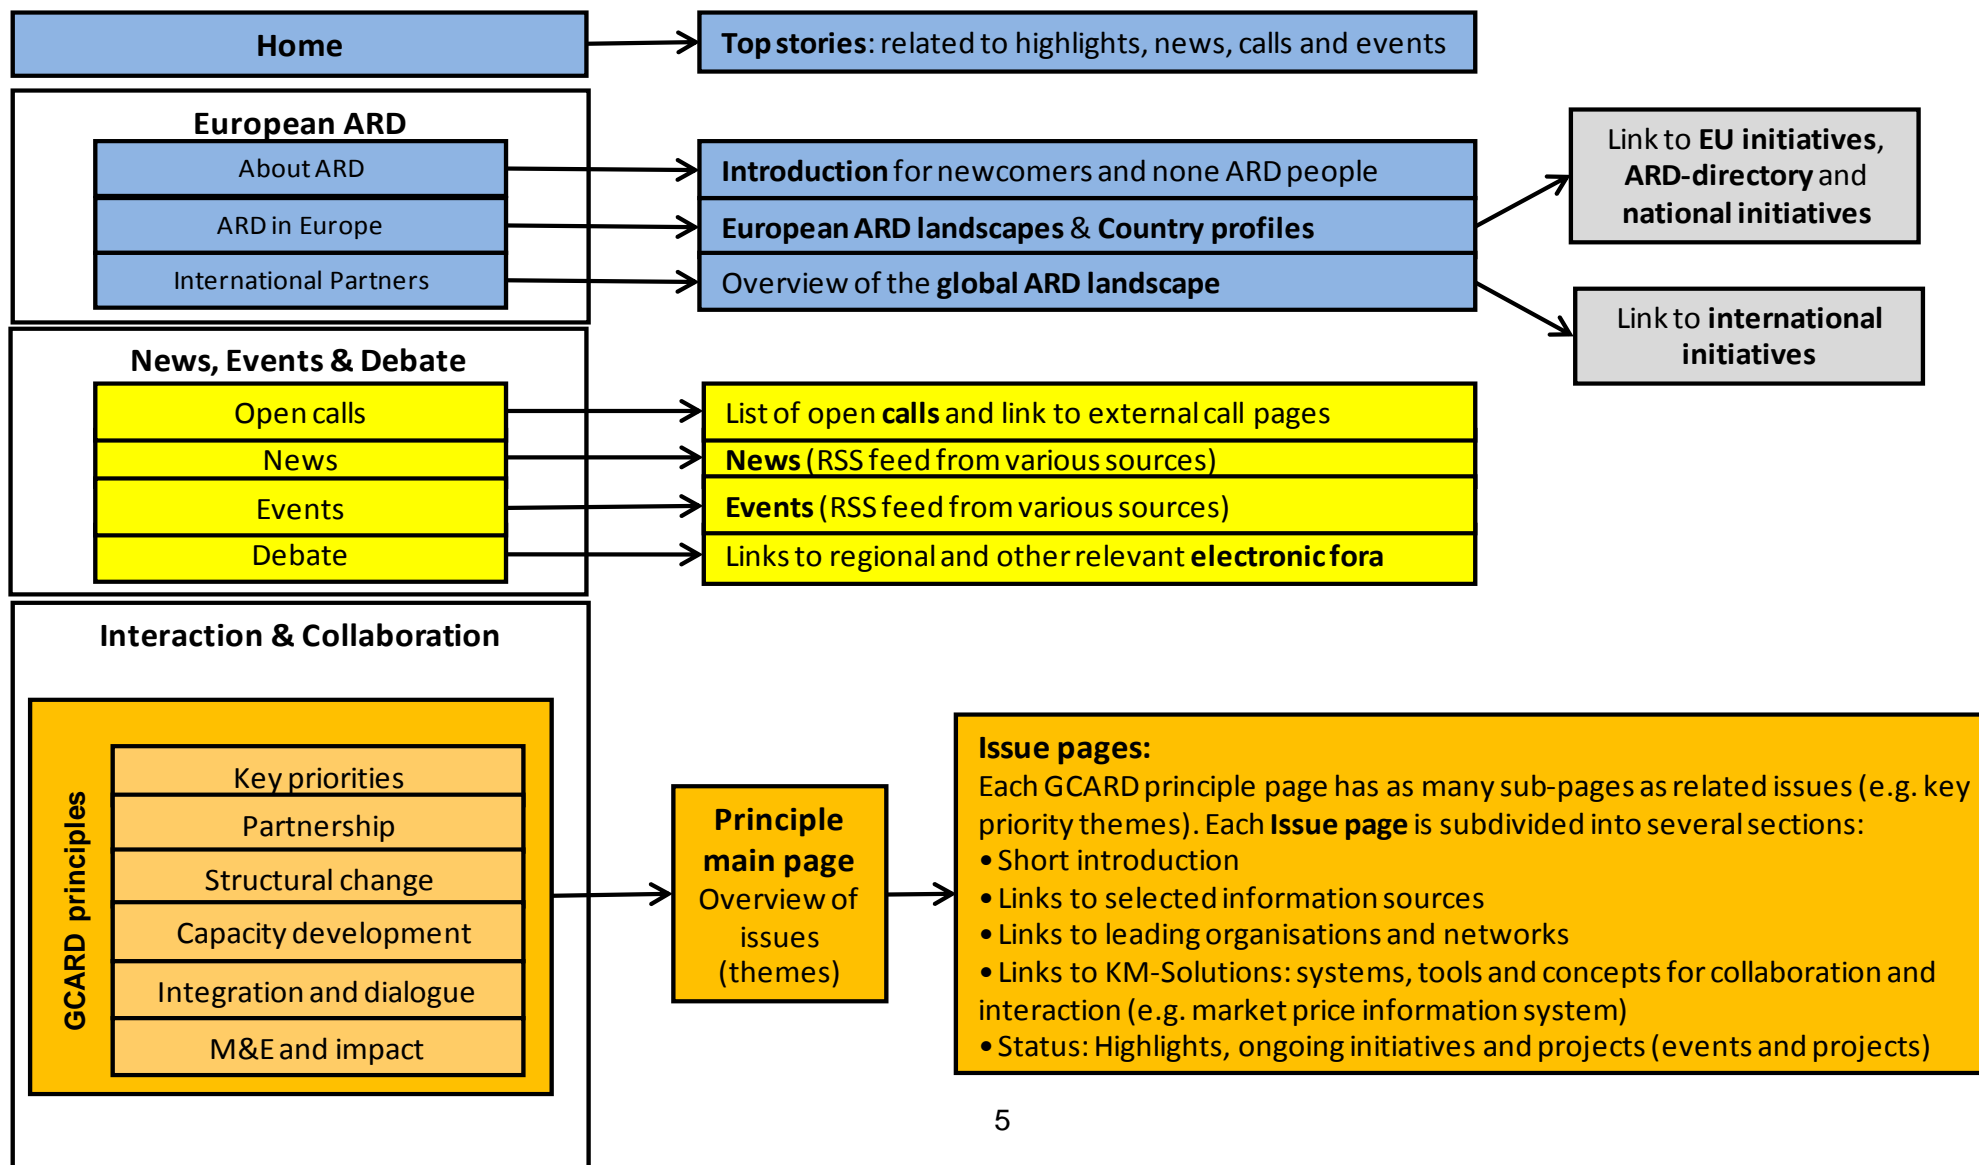 Home
Top stories: related to highlights, news, calls and events
European ARD
About ARD
Introduction for newcomers and none ARD people
ARD in Europe
European ARD landscapes & Country profiles
International Partners
Overview of the global ARD landscape
Link to EU initiatives,
ARD-directory and
national initiatives
Link to international
initiatives
News, Events & Debate
Open calls
List of open calls and link to external call pages
News
News (RSS feed from various sources)
Events
Events (RSS feed from various sources)
Debate
Links to regional and other relevant electronic fora
Interaction & Collaboration
GCARD principles
Key priorities
Partnership
Structural change
Capacity development
Integration and dialogue
M&E and impact
Principle
main page
Overview of
issues
(themes)
Issue pages:
Each GCARD principle page has as many sub-pages as related issues (e.g. key
priority themes). Each Issue page is subdivided into several sections:
• Short introduction
• Links to selected information sources
• Links to leading organisations and networks
• Links to KM-Solutions: systems, tools and concepts for collaboration and
interaction (e.g. market price information system)
• Status: Highlights, ongoing initiatives and projects (events and projects)
5